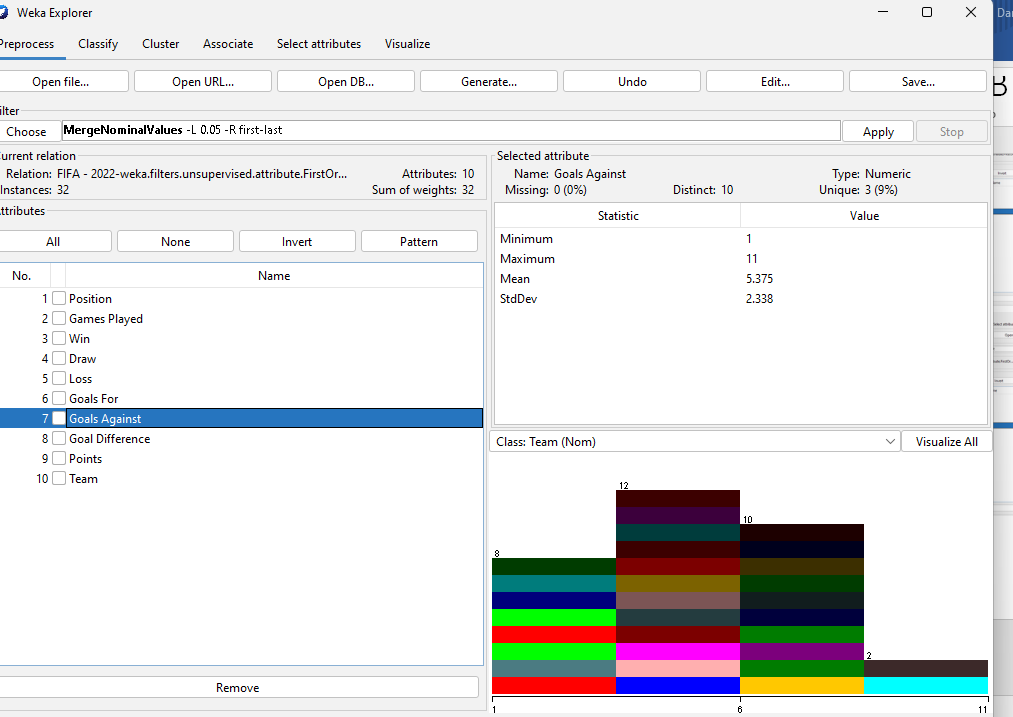 Weka Explorer
Preprocess Classify Cluster Associate Select attributes Visualize
Open file... Open URL... Open DB... Generate... Undo Edit... Save...
Filter
Choose MergeNominalValues -L 0.05 -R first-last Apply Stop
Current relation
Relation: FIFA - 2022-weka.filters.unsupervised.attribute.FirstOr... Attributes: 10
Instances: 32 Sum of weights: 32
Selected attribute
Name: Goals Against Type: Numeric
Missing: 0 (0%) Distinct: 10 Unique: 3 (9%)
Attributes
All None Invert Pattern
No. Name
1 Position
2 Games Played
3 Win
4 Draw
5 Loss
6 Goals For
7 Goals Against
8 Goal Difference
9 Points
10 Team
Remove
Statistic Value
Minimum 1
Maximum 11
Mean 5.375
StdDev 2.338
Class: Team (Nom) Visualize All
8 12 10 2
1 6 11